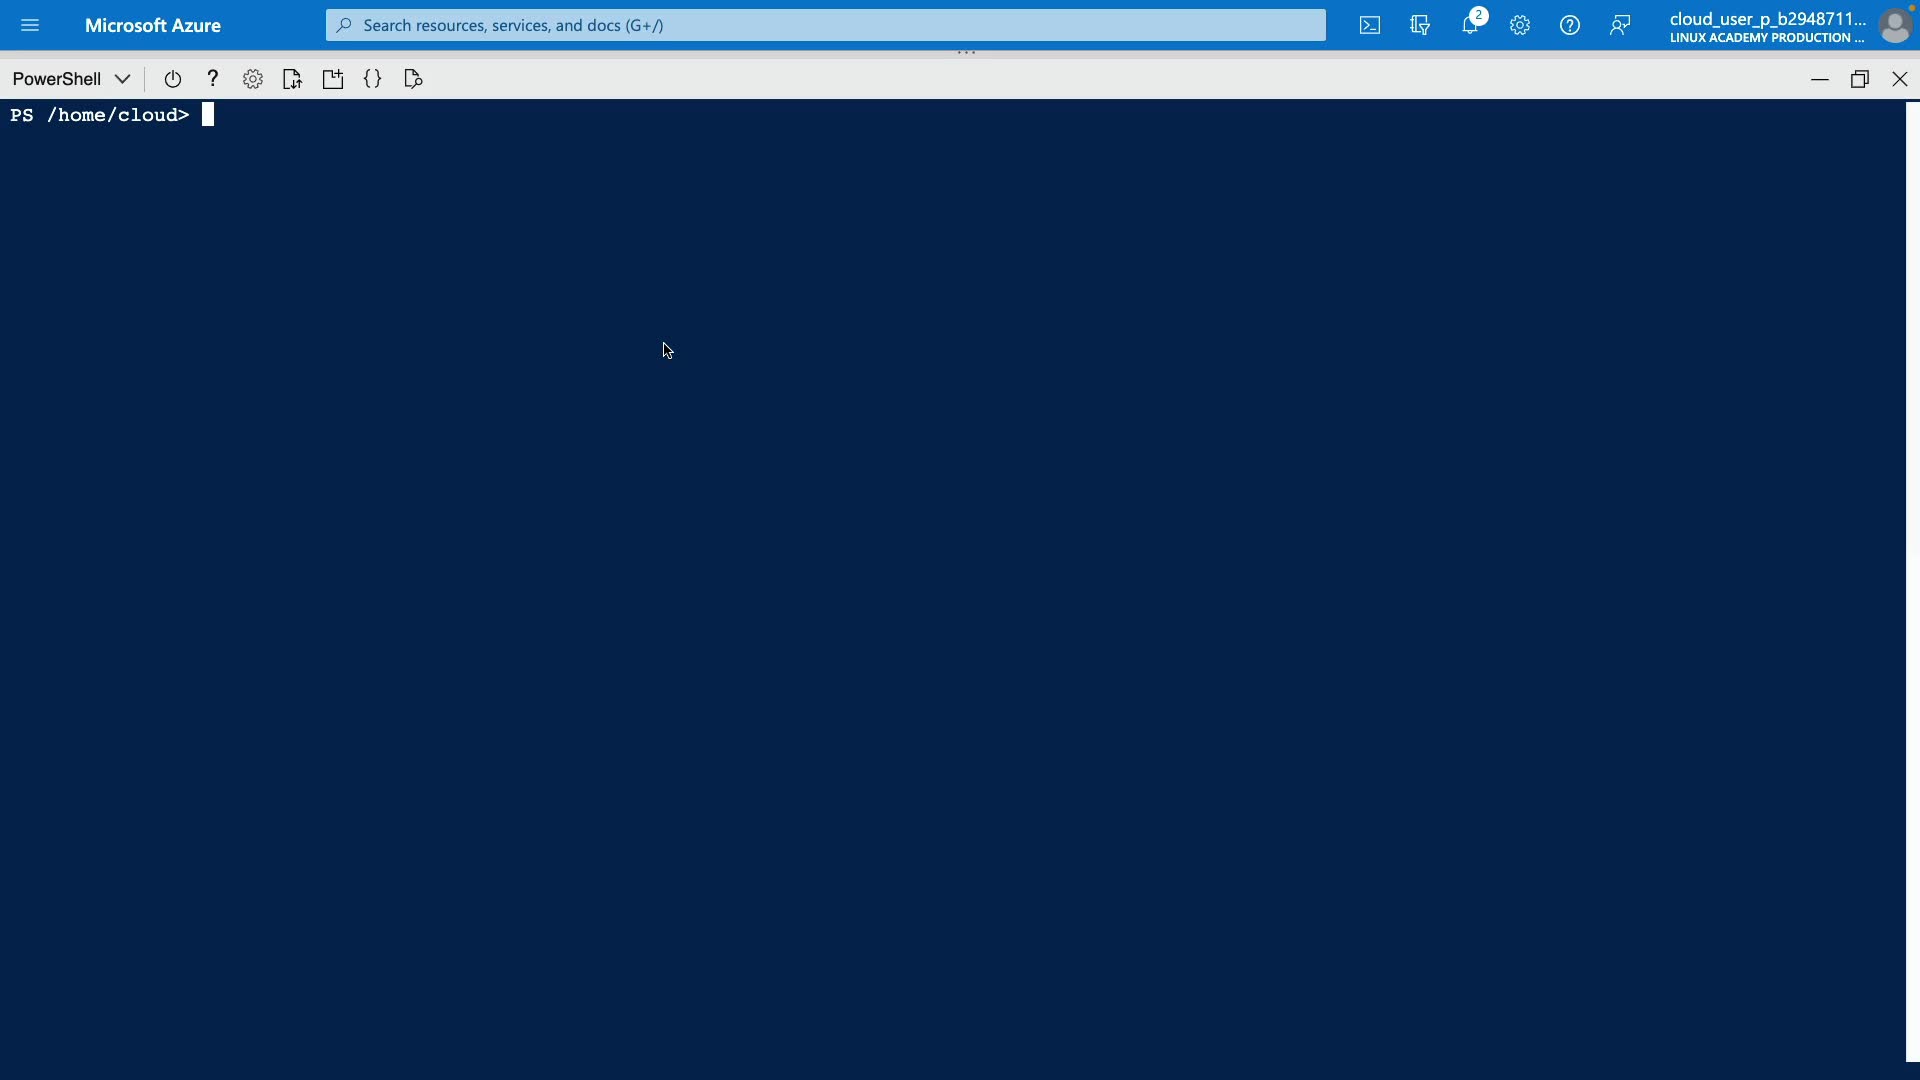 Microsoft Azure
Search resources, services, and docs (G+/)
2
cloud_user_p_b2948711...
LINUX ACADEMY PRODUCTION ...
PowerShell
PS /home/cloud>